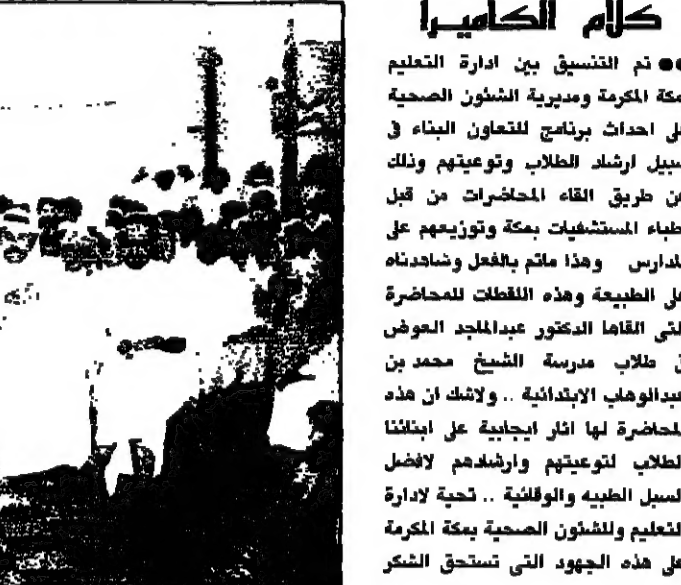 كلام الكاميرا
●● تم التنسيق بين ادارة التعليم
بمكة المكرمة ومديرية الشئون الصحية
على احداث برنامج للتعاون البناء في
سبيل ارشاد الطلاب وتوعيتهم وذلك
عن طريق القاء المحاضرات من قبل
اطباء المستشفيات بمكة وتوزيعهم على
المدارس وهذا ماتم بالفعل وشاهدناه
على الطبيعة وهذه اللقطات للمحاضرة
التي القاها الدكتور عبدالماجد العوض
في طلاب مدرسة الشيخ محمد بن
عبدالوهاب الابتدائية .. ولاشك ان هذه
المحاضرة لها اثار ايجابية على ابنائنا
الطلاب لتوعيتهم وارشادهم لافضل
السبل الطبيه والوقائية .. تحية لادارة
التعليم وللشئون الصحية بمكة المكرمة
على هذه الجهود التي تستحق الشكر